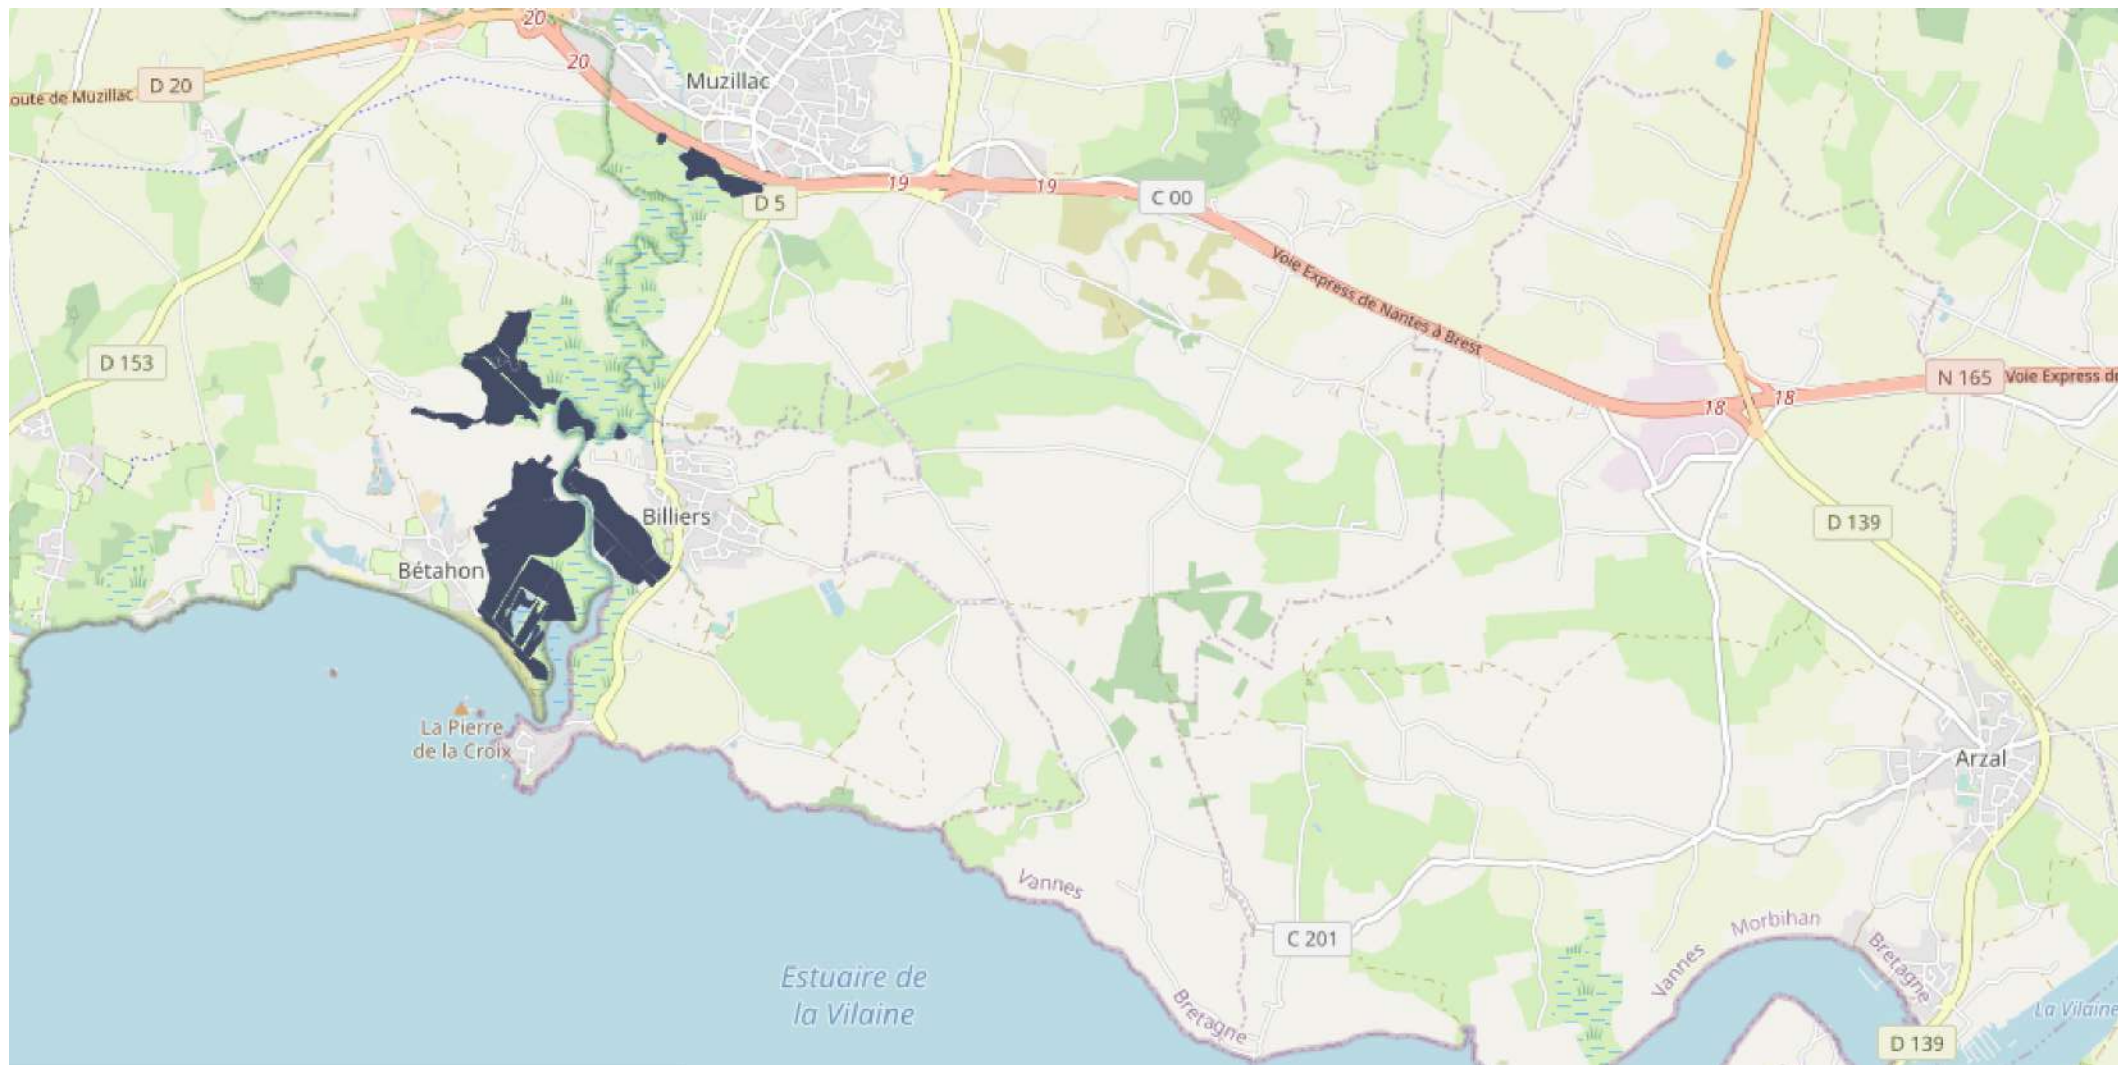 20
20
D 20
oute de Muzillac
Muzillac
D 5
19
19
C 00
Voie Express de Nantes à Brest
D 153
18
18
N 165
Voie Express de
Billiers
D 139
Bétahon
La Pierre
de la Croix
Arzal
Vannes
C 201
Morbihan
Vannes
Bretagne
Estuaire de
la Vilaine
Bretagne
La Vilaine
D 139